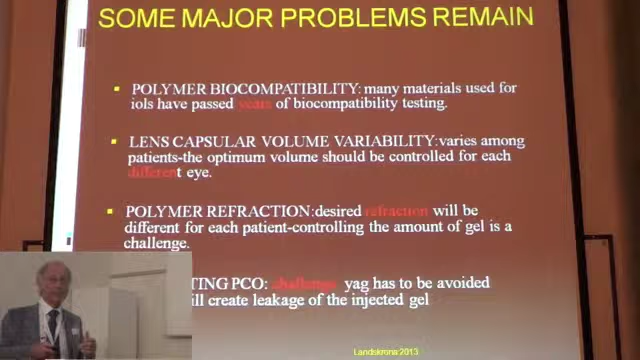 SOME MAJOR PROBLEMS REMAIN
▪ POLYMER BIOCOMPATIBILITY: many materials used for
iols have passed years of biocompatibility testing.
▪ LENS CAPSULAR VOLUME VARIABILITY:varies among
patients-the optimum volume should be controlled for each
different eye.
▪ POLYMER REFRACTION:desired refraction will be
different for each patient-controlling the amount of gel is a
challenge.
TING PCO: challenge yag has to be avoided
ll create leakage of the injected gel
Landskrona 2013